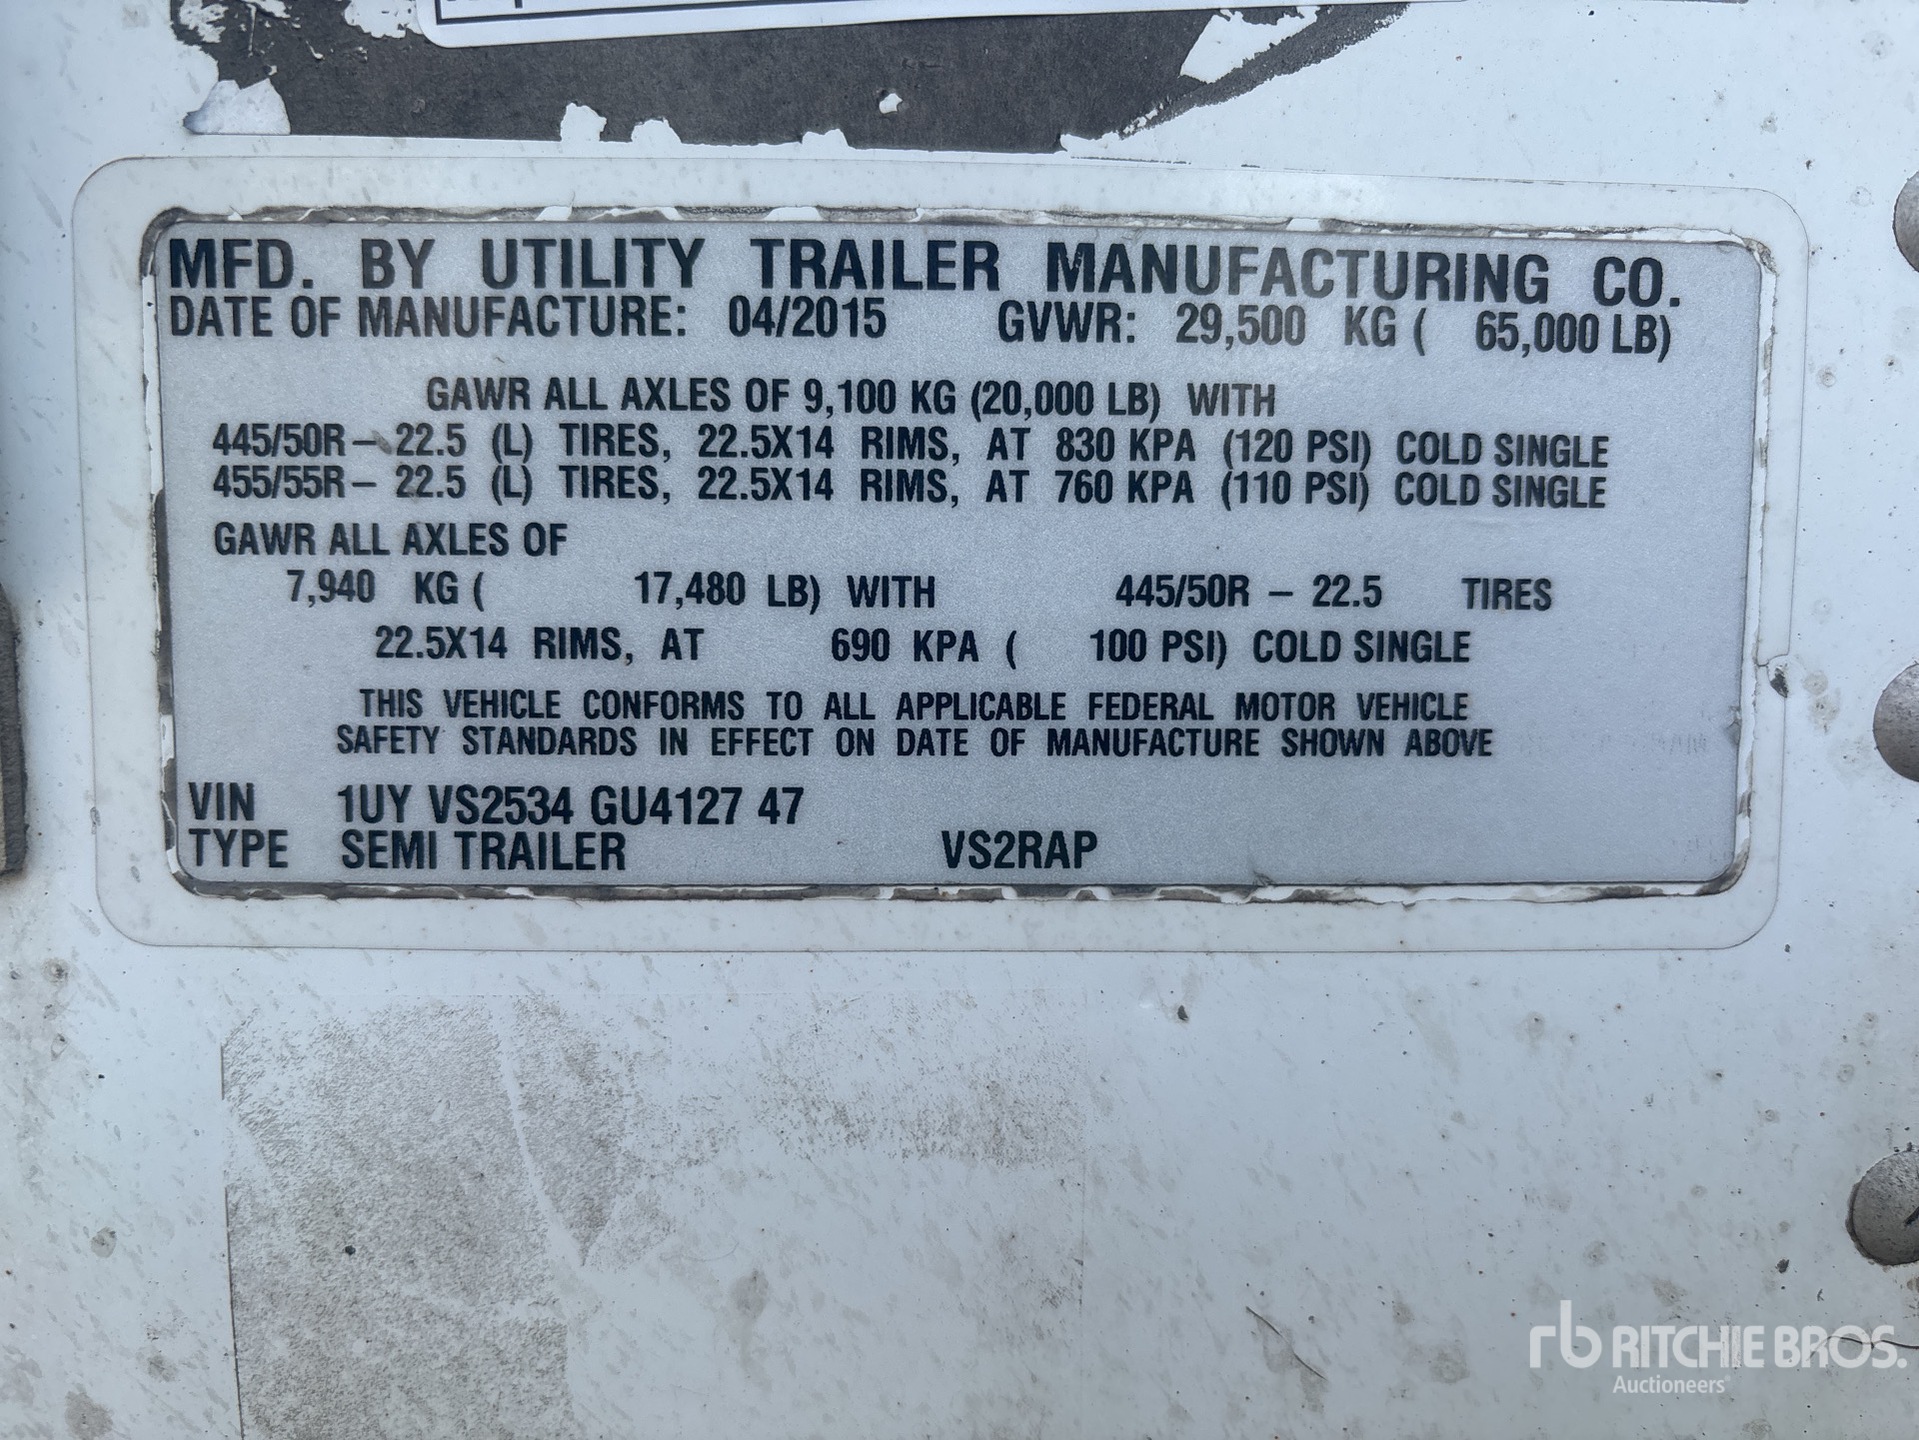 MFD. BY UTILITY TRAILER MANUFACTURING CO.
DATE OF MANUFACTURE: 04/2015 GVWR: 29,500 KG ( 65,000 LB)
GAWR ALL AXLES OF 9,100 KG (20,000 LB) WITH
445/50R - 22.5 (L) TIRES, 22.5X14 RIMS, AT 830 KPA (120 PSI) COLD SINGLE
455/55R - 22.5 (L) TIRES, 22.5X14 RIMS, AT 760 KPA (110 PSI) COLD SINGLE
GAWR ALL AXLES OF
7,940 KG ( 17,480 LB) WITH 445/50R - 22.5 TIRES
22.5X14 RIMS, AT 690 KPA ( 100 PSI) COLD SINGLE
THIS VEHICLE CONFORMS TO ALL APPLICABLE FEDERAL MOTOR VEHICLE
SAFETY STANDARDS IN EFFECT ON DATE OF MANUFACTURE SHOWN ABOVE
VIN 1UY VS2534 GU4127 47
TYPE SEMI TRAILER VS2RAP
rb RITCHIE BROS.
Auctioneers